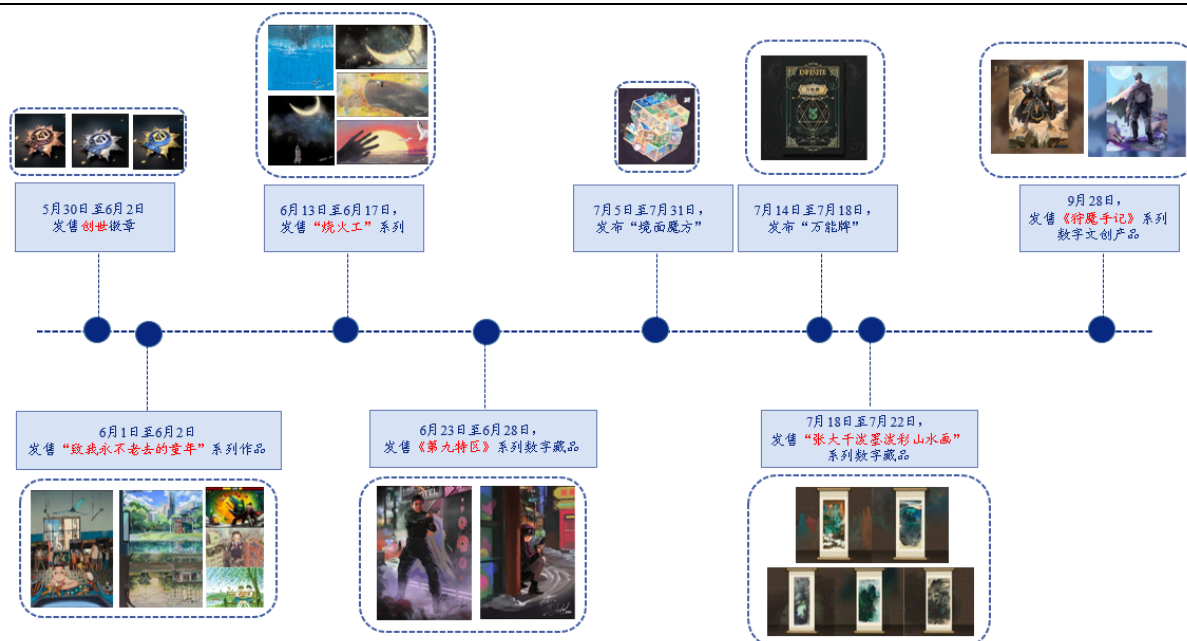 INFINITE
万能牌
5月30日至6月2日
发售创世徽章
6月13日至6月17日,
发售“烧火工”系列
7月5日至7月31日,
发布“境面魔方”
7月14日至7月18日,
发布“万能牌”
9月28日,
发售《狩魔手记》系列
数字文创产品
6月1日至6月2日
发售“致我永不老去的童年”系列作品
6月23日至6月28日,
发售《第九特区》系列数字藏品
7月18日至7月22日,
发售“张大千泼墨泼彩山水画”
系列数字藏品